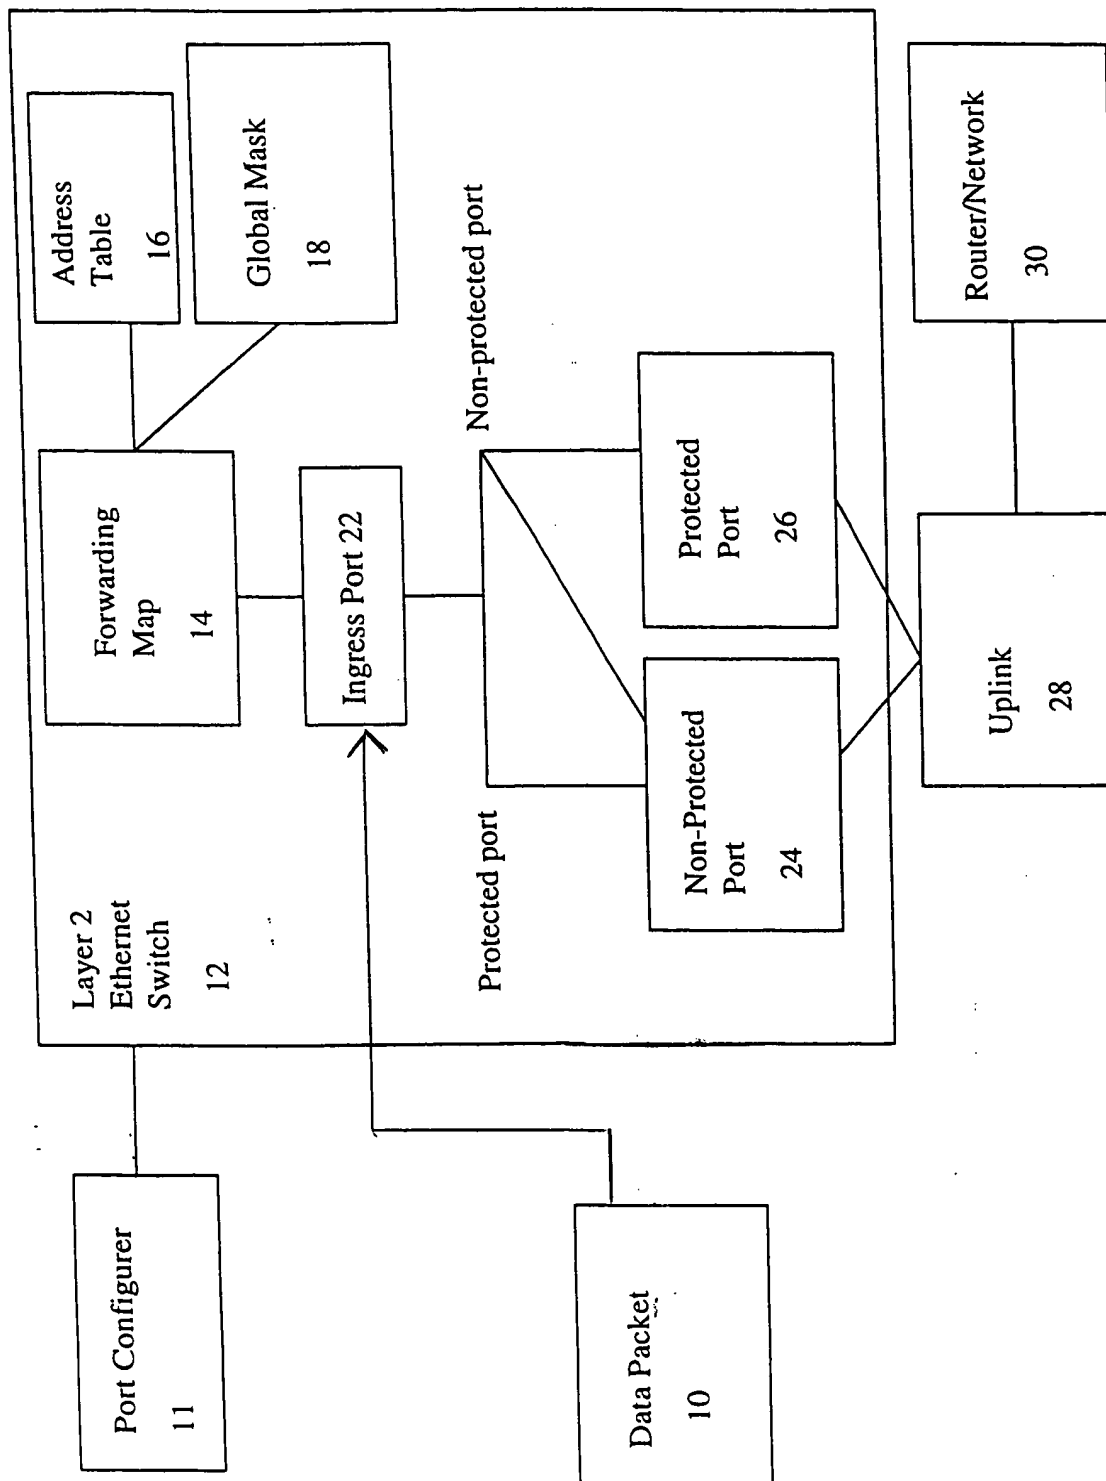 Port Configurer
11
Layer 2
Ethernet
Switch
12
Forwarding
Map
14
Address
Table
16
Global Mask
18
Data Packet
10
Ingress Port 22
Protected port
Non-protected port
Non-Protected
Port
24
Protected
Port
26
Uplink
28
Router/Network
30